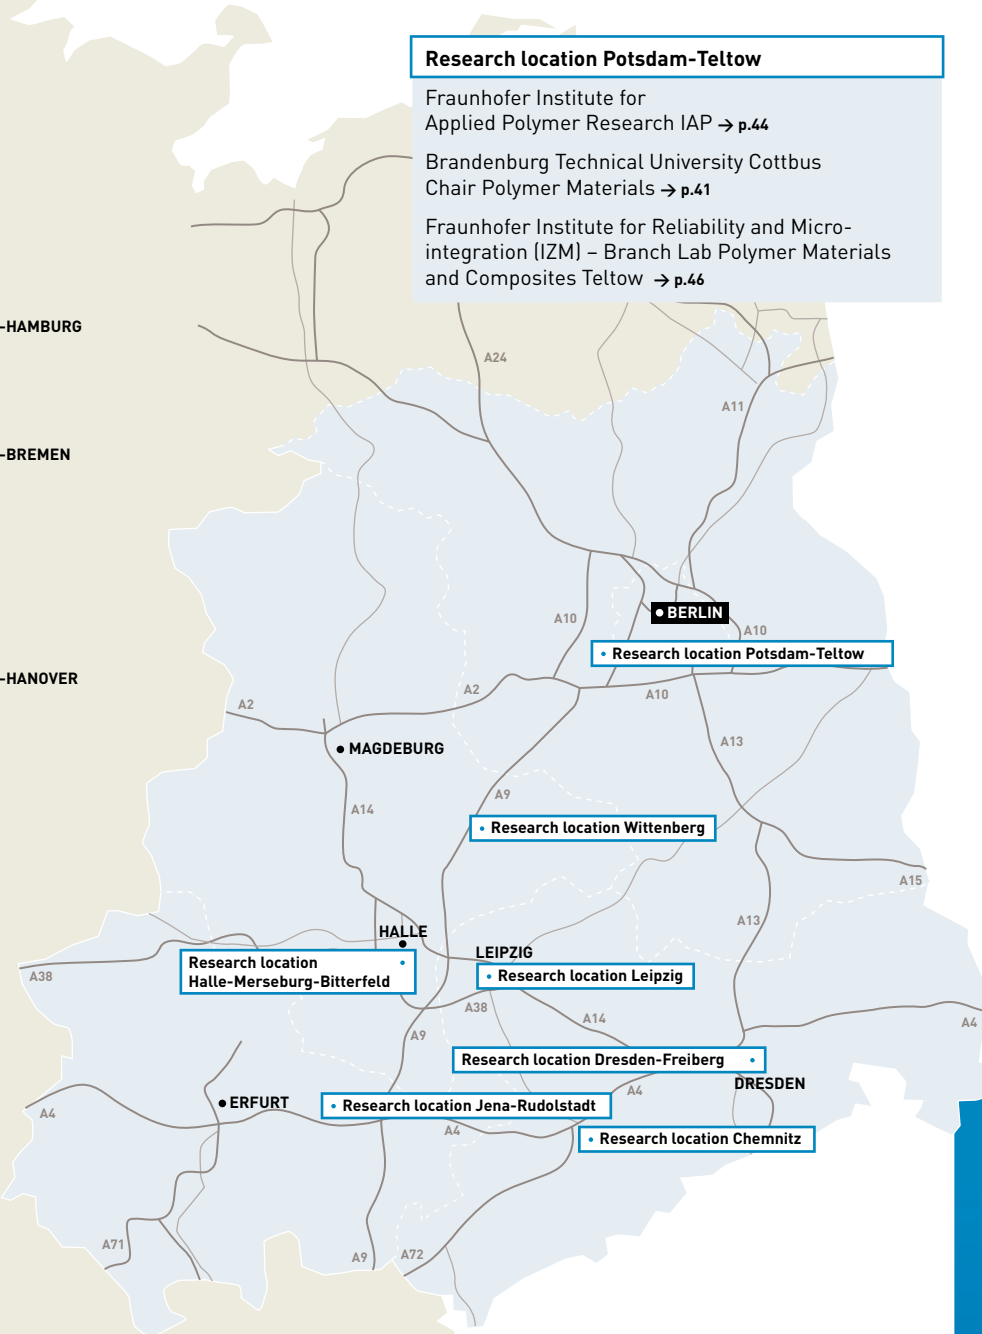 Research location Potsdam-Teltow
Fraunhofer Institute for
Applied Polymer Research IAP → p.44
Brandenburg Technical University Cottbus
Chair Polymer Materials → p.41
Fraunhofer Institute for Reliability and Micro-
integration (IZM) – Branch Lab Polymer Materials
and Composites Teltow → p.46
-HAMBURG
A24
A11
-BREMEN
A10
BERLIN
A10
Research location Potsdam-Teltow
-HANOVER
A2
A2
A10
A13
MAGDEBURG
A14
A9
Research location Wittenberg
A15
A13
HALLE
LEIPZIG
Research location
Halle-Merseburg-Bitterfeld
Research location Leipzig
A38
A38
A14
A4
A9
Research location Dresden-Freiberg
DRESDEN
A4
ERFURT
Research location Jena-Rudolstadt
A4
A4
Research location Chemnitz
A71
A9
A72